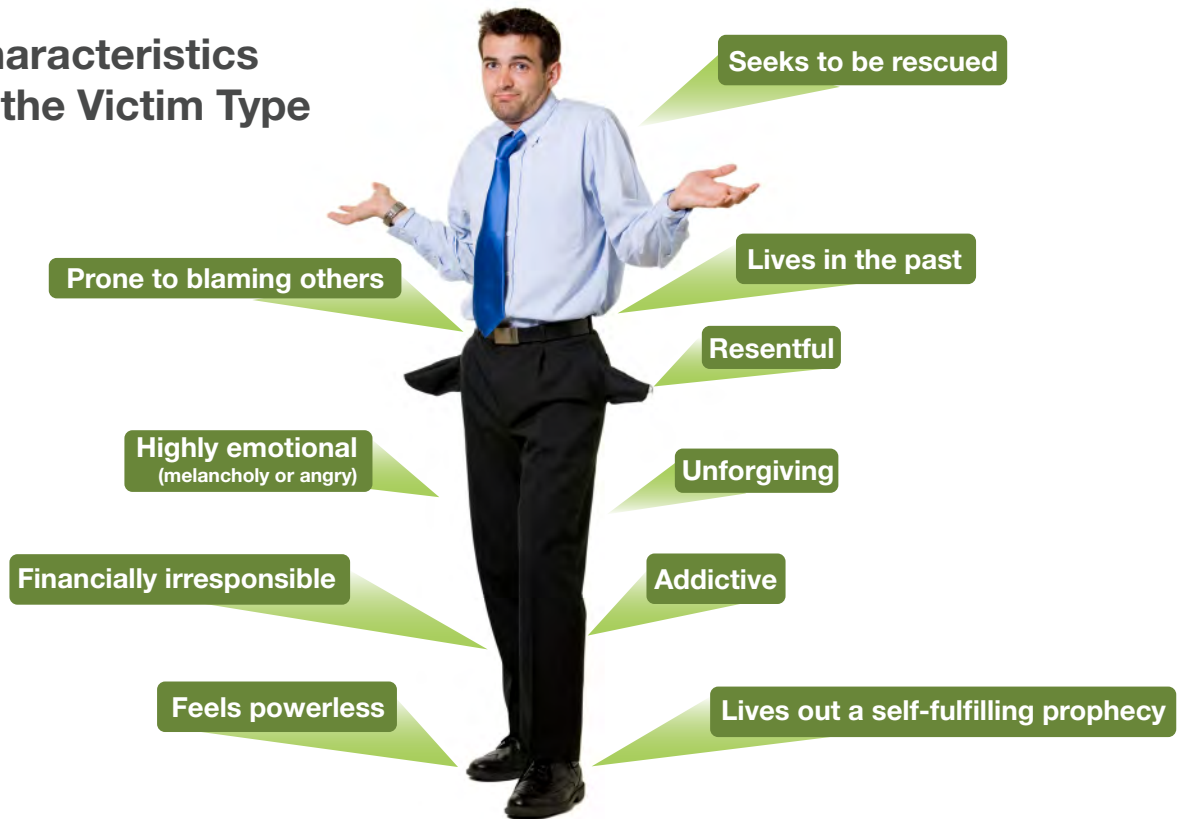 haracteristics
the Victim Type
Seeks to be rescued
Prone to blaming others
Lives in the past
Resentful
Highly emotional
(melancholy or angry)
Unforgiving
Financially irresponsible
Addictive
Feels powerless
Lives out a self-fulfilling prophecy